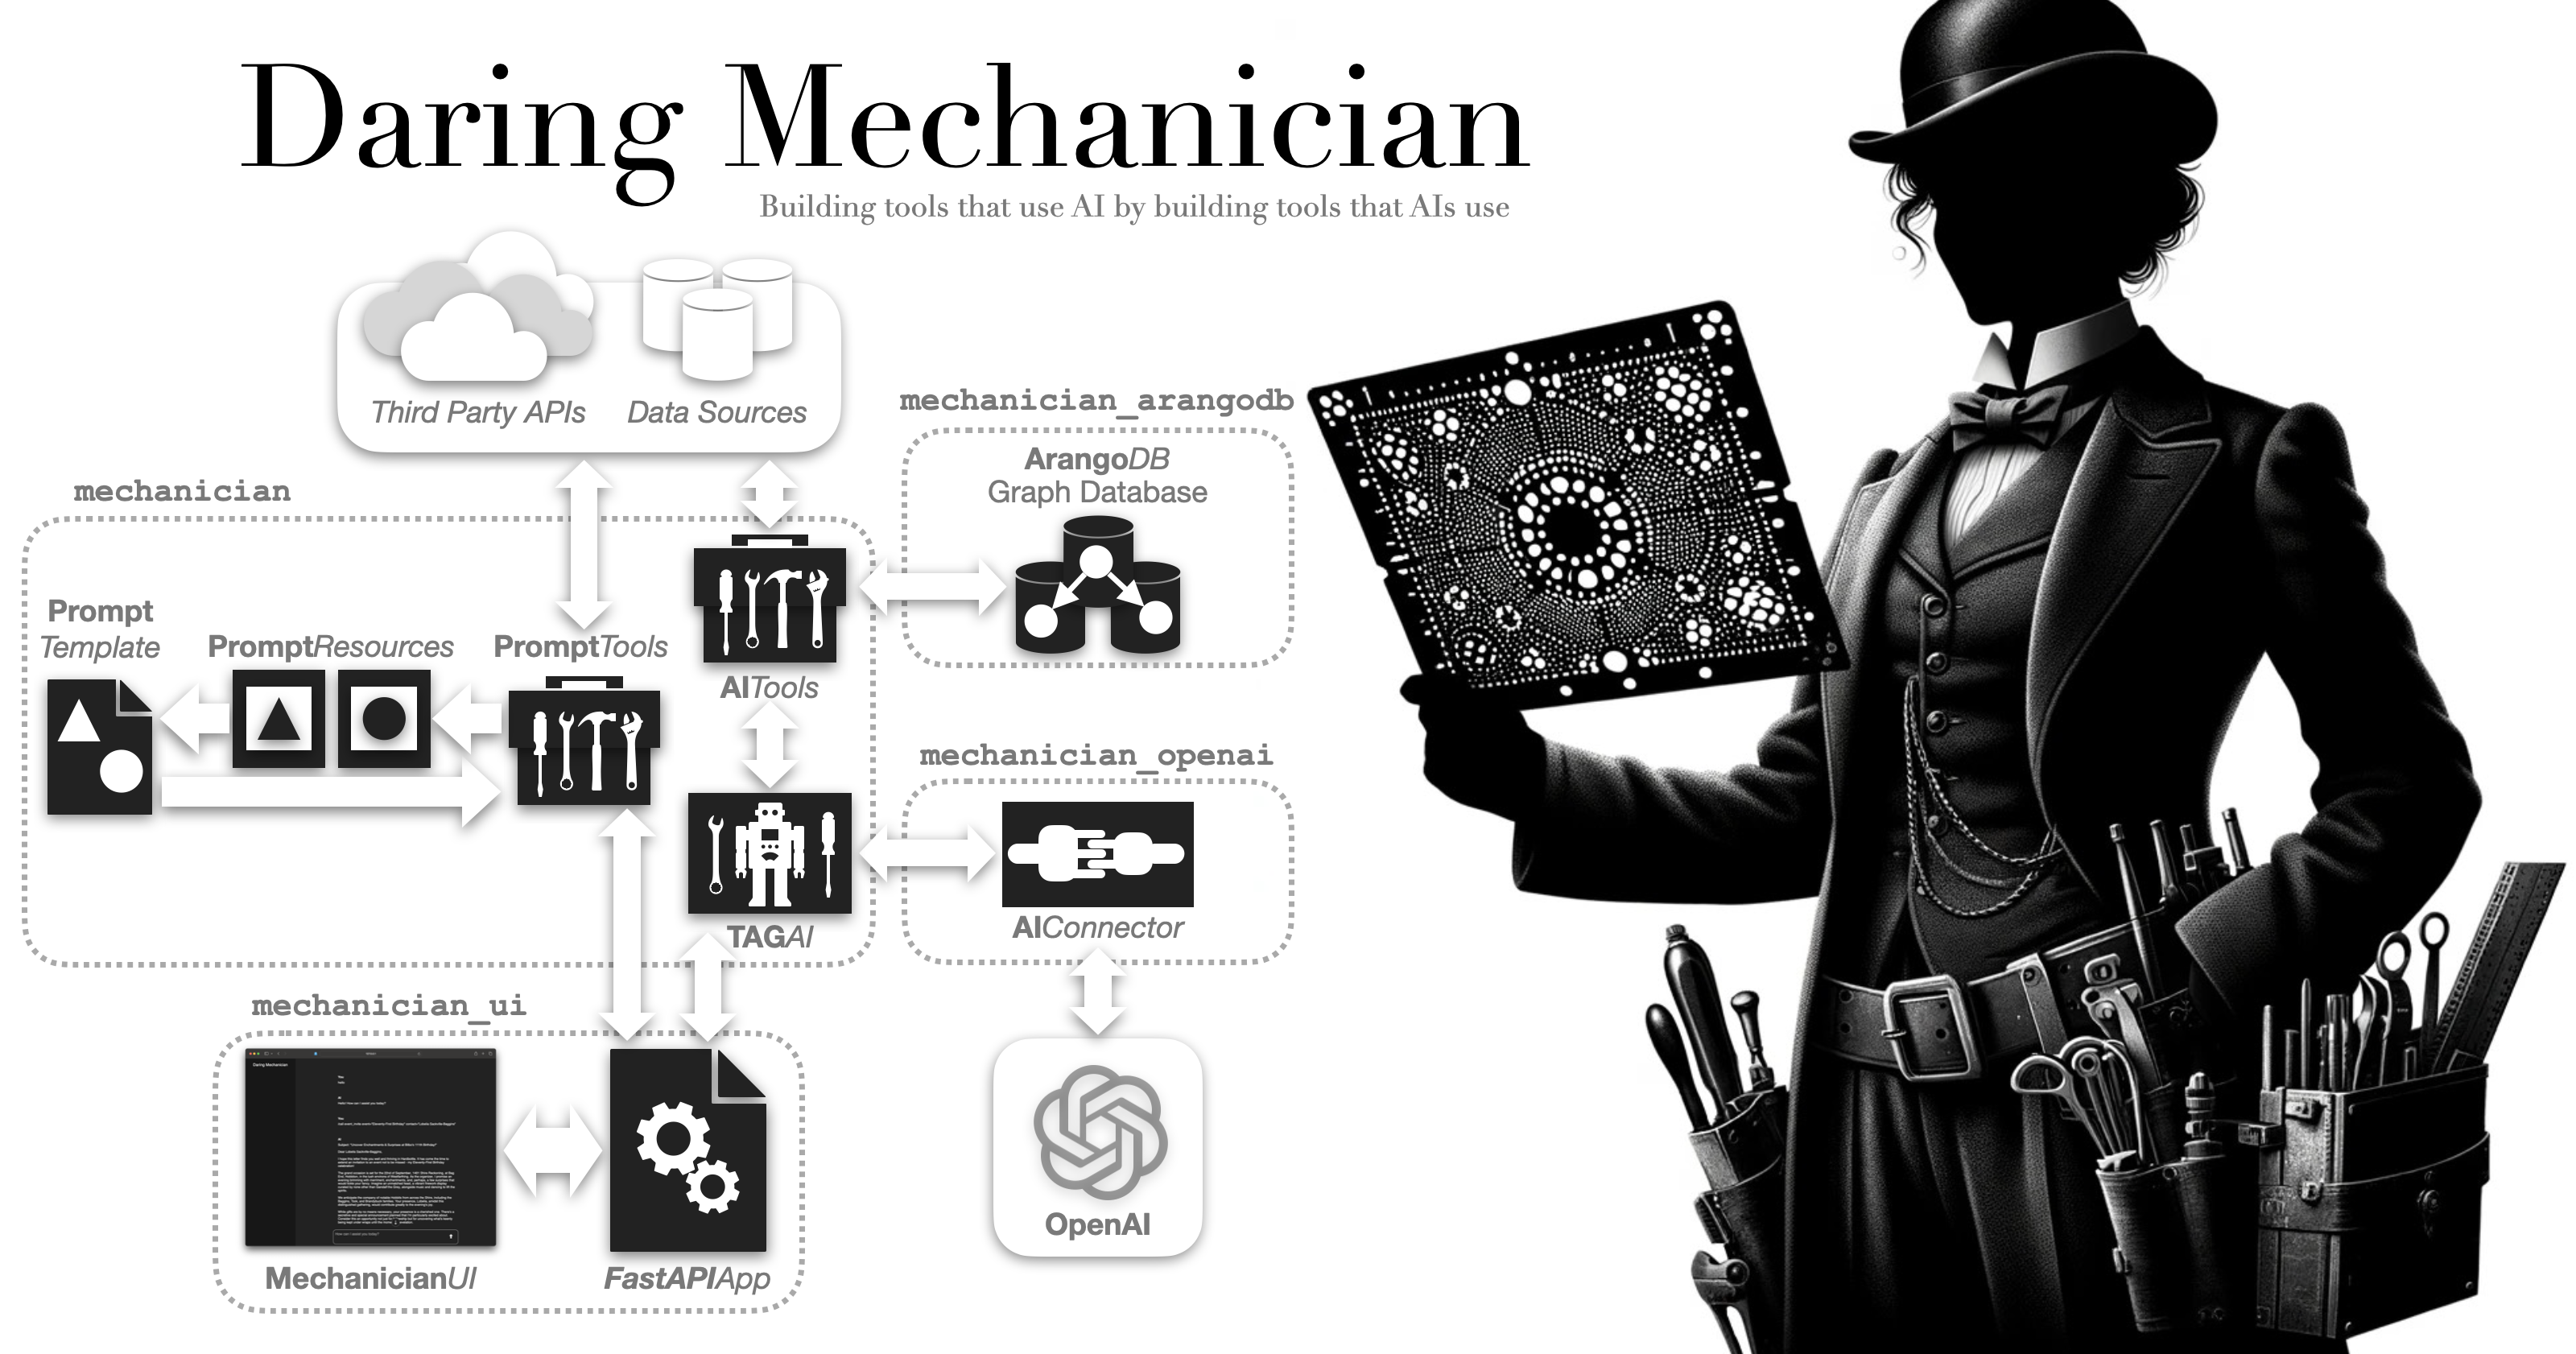 Daring Mechanician
Building tools that use AI by building tools that AIs use
Third Party APIs
Data Sources
mechanician_arangodb
ArangoDB
Graph Database
mechanician
Prompt
Template
PromptResources
PromptTools
AITools
mechanician_openai
TAGAI
AIConnector
mechanician_ui
Daring Mechanician
MechanicianUI
FastAPIApp
OpenAI